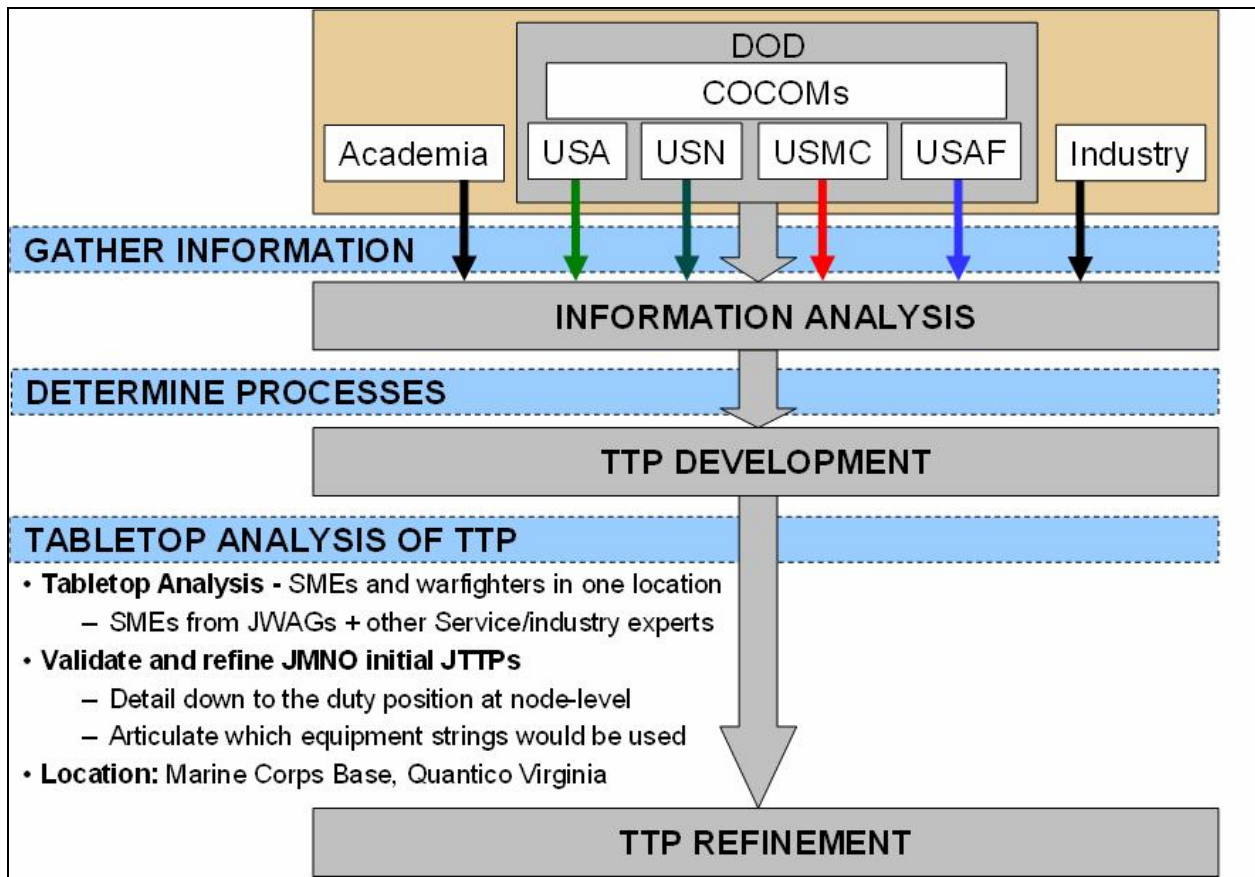 DOD
COCOMs
Academia
USA
USN
USMC
USAF
Industry
GATHER INFORMATION
INFORMATION ANALYSIS
DETERMINE PROCESSES
TTP DEVELOPMENT
TABLETOP ANALYSIS OF TTP
• Tabletop Analysis - SMEs and warfighters in one location
– SMEs from JWAGs + other Service/industry experts
• Validate and refine JMNO initial JTTPs
– Detail down to the duty position at node-level
– Articulate which equipment strings would be used
• Location: Marine Corps Base, Quantico Virginia
TTP REFINEMENT